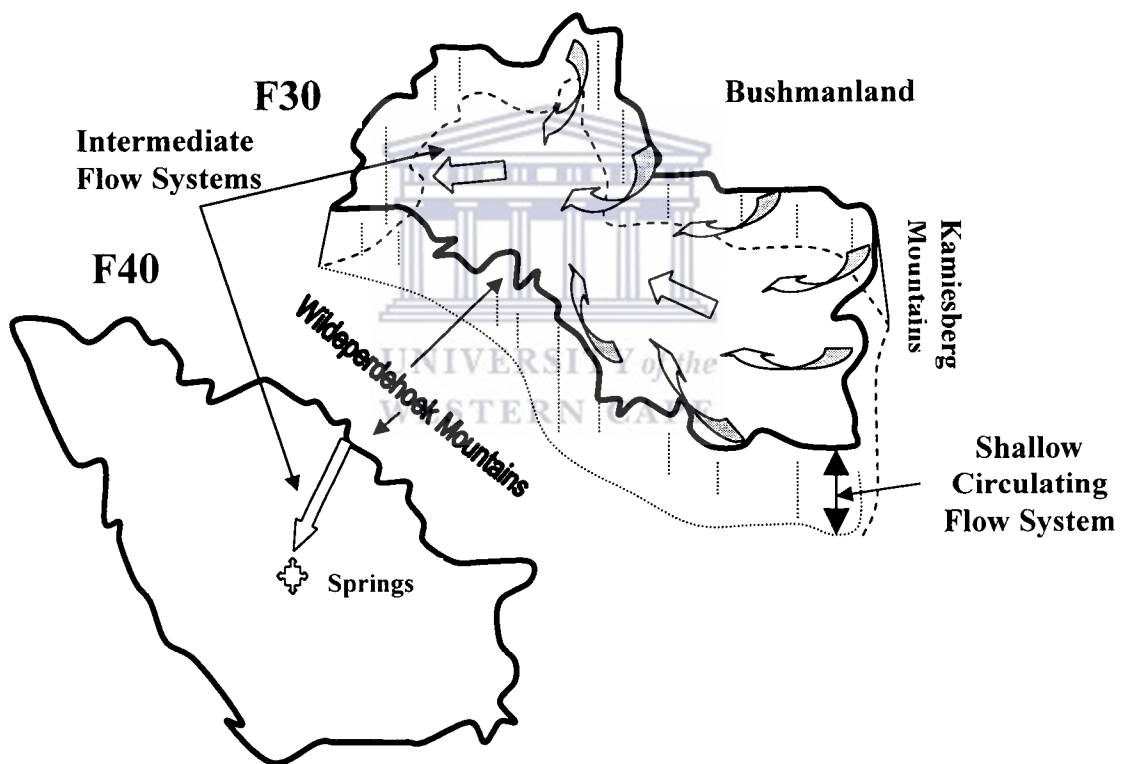 F30
Bushmanland
Intermediate
Flow Systems
F40
Kamiesberg
Mountains
Wildeperdehoek Mountains
UNIVERSITY of the
WESTERN CAPE
Shallow
Circulating
Flow System
Springs